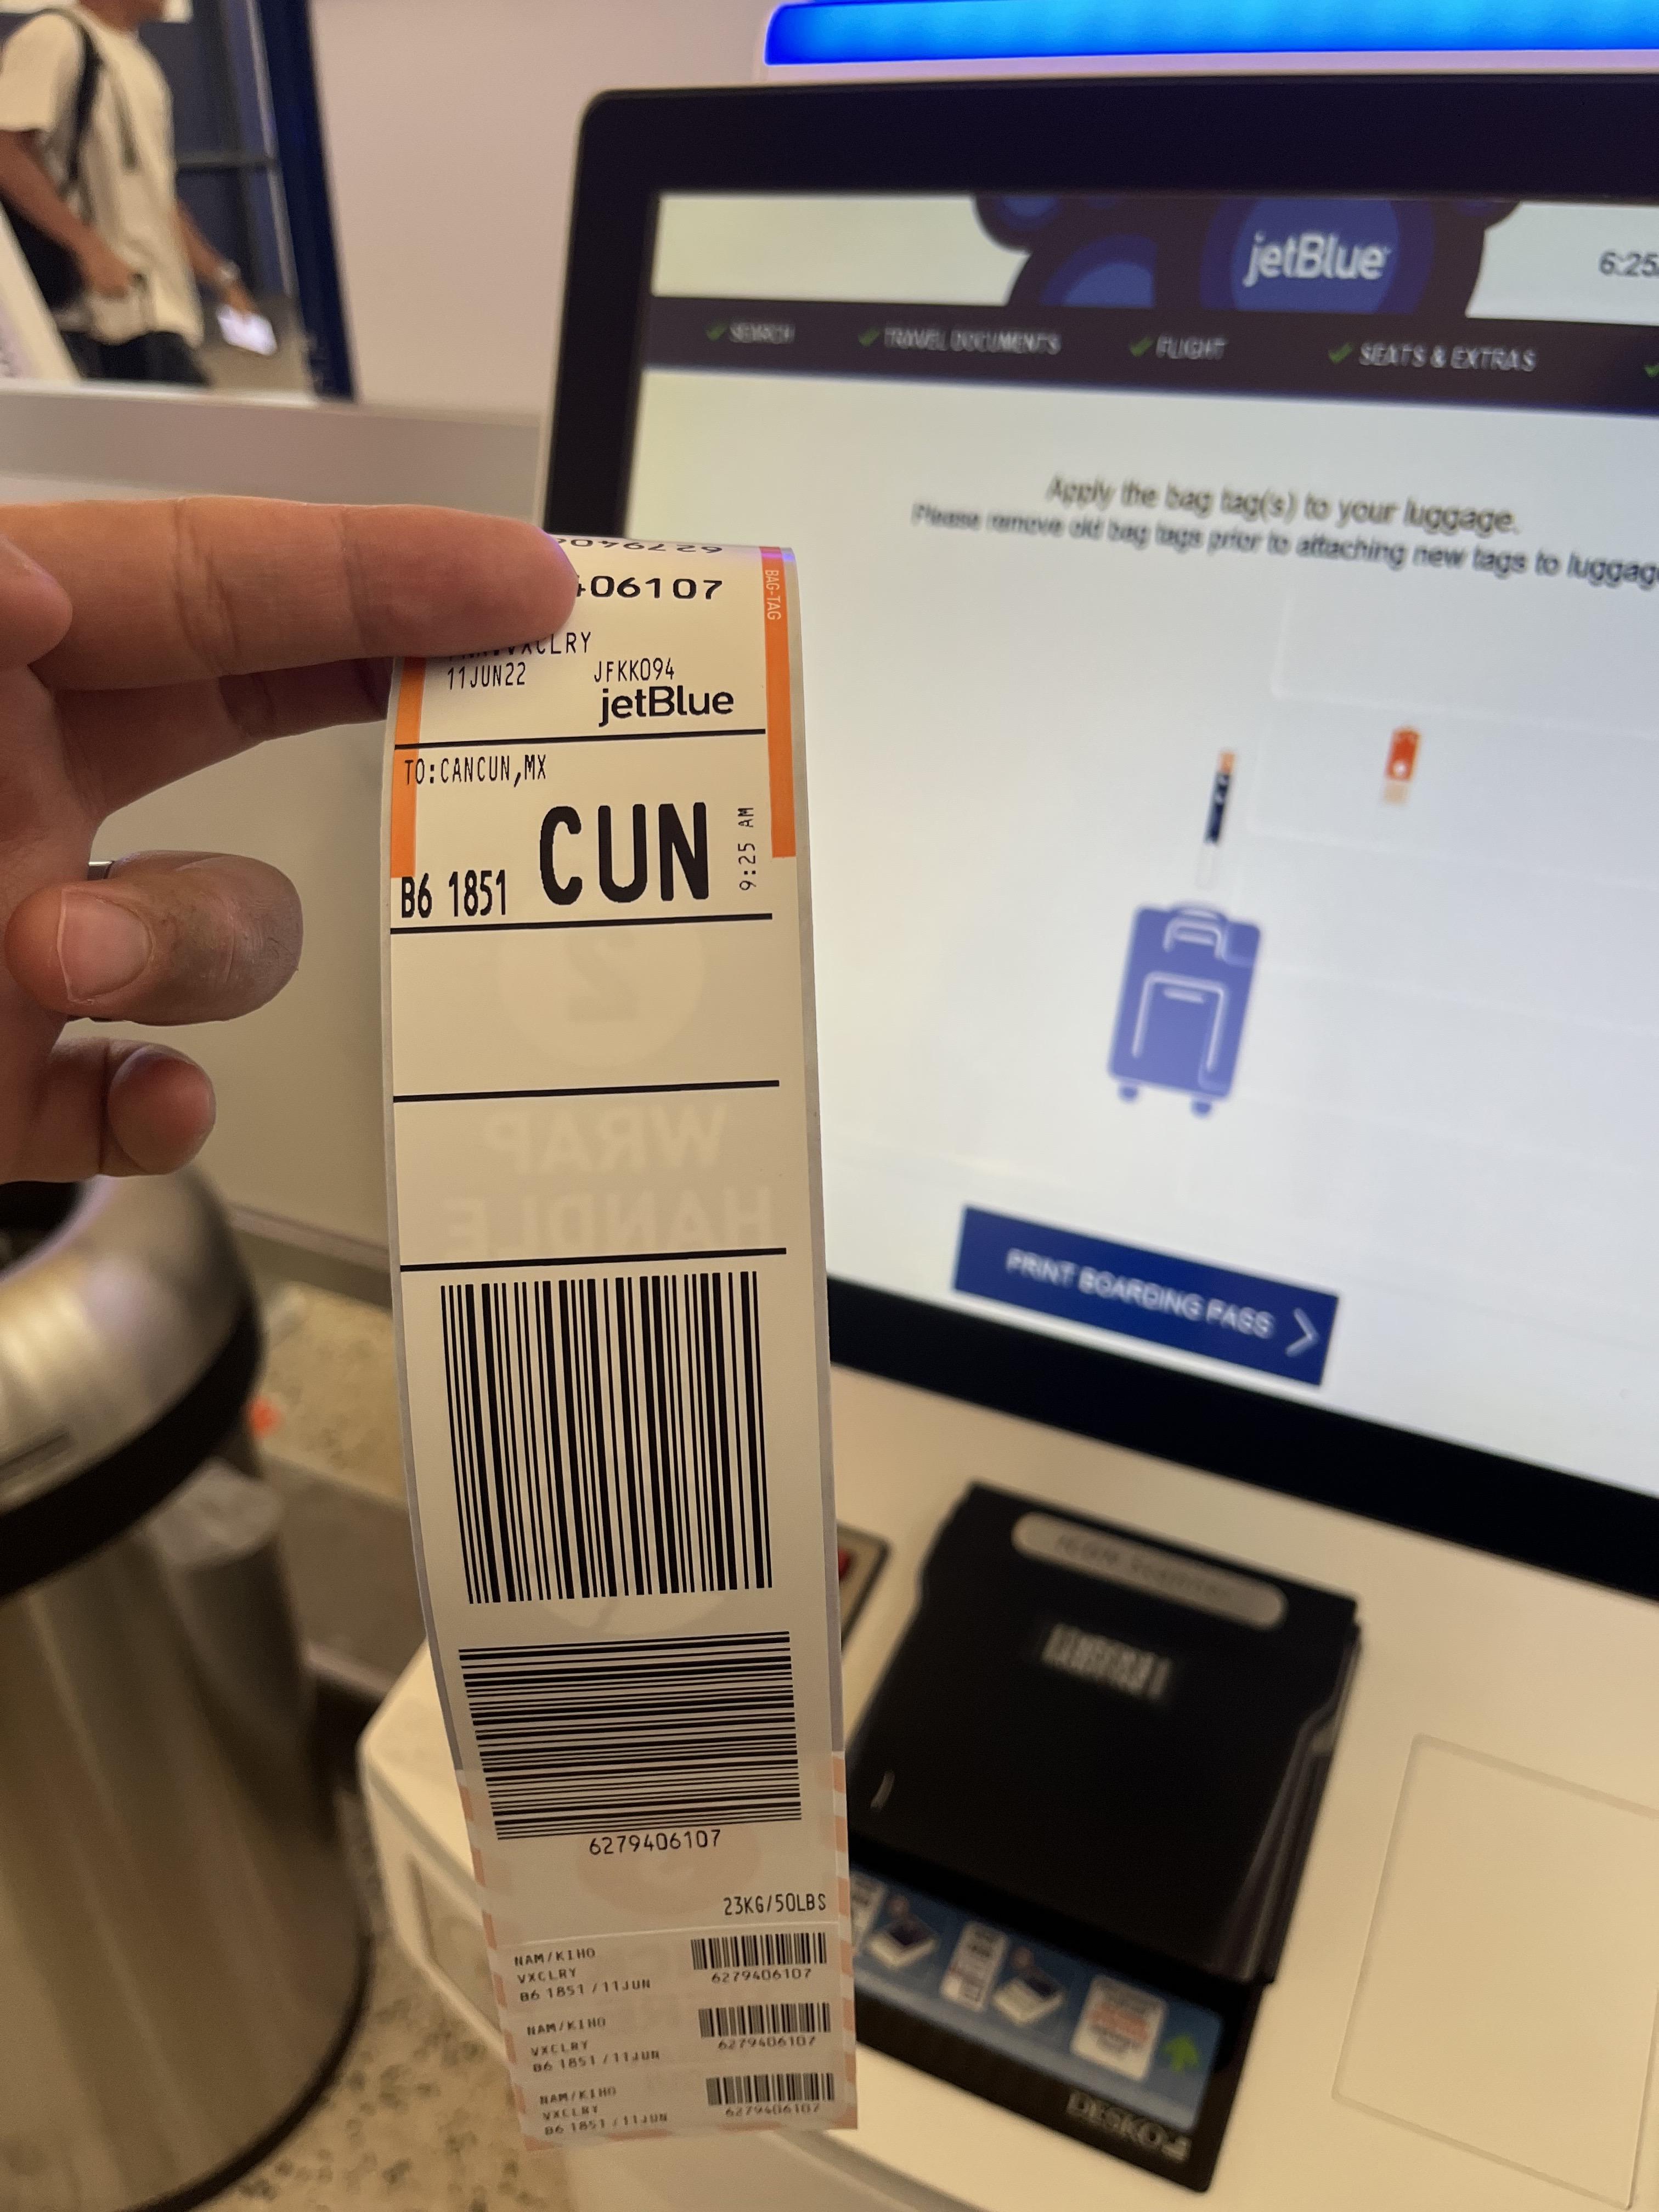 jetBlue
6:25
SEARCH
TRAVEL DOCUMENTS
FLIGHT
SEATS & EXTRAS
Apply the bag tag(s) to your luggage.
Please remove old bag tags prior to attaching new tags to luggage
PRINT BOARDING PASS
BAG-TAG
06107
VXCLRY
11JUN22 JFKK094
jetBlue
TO:CANCUN,MX
B6 1851 CUN 9:25 AM
2
WRAP
HANDLE
6279406107
23KG/50LBS
NAM/KIHO
VXCLRY
B6 1851 /11JUN
6279406107
NAM/KIHO
VXCLRY
B6 1851 /11JUN
6279406107
NAM/KIHO
VXCLRY
B6 1851 /11JUN
6279406107
DESKO